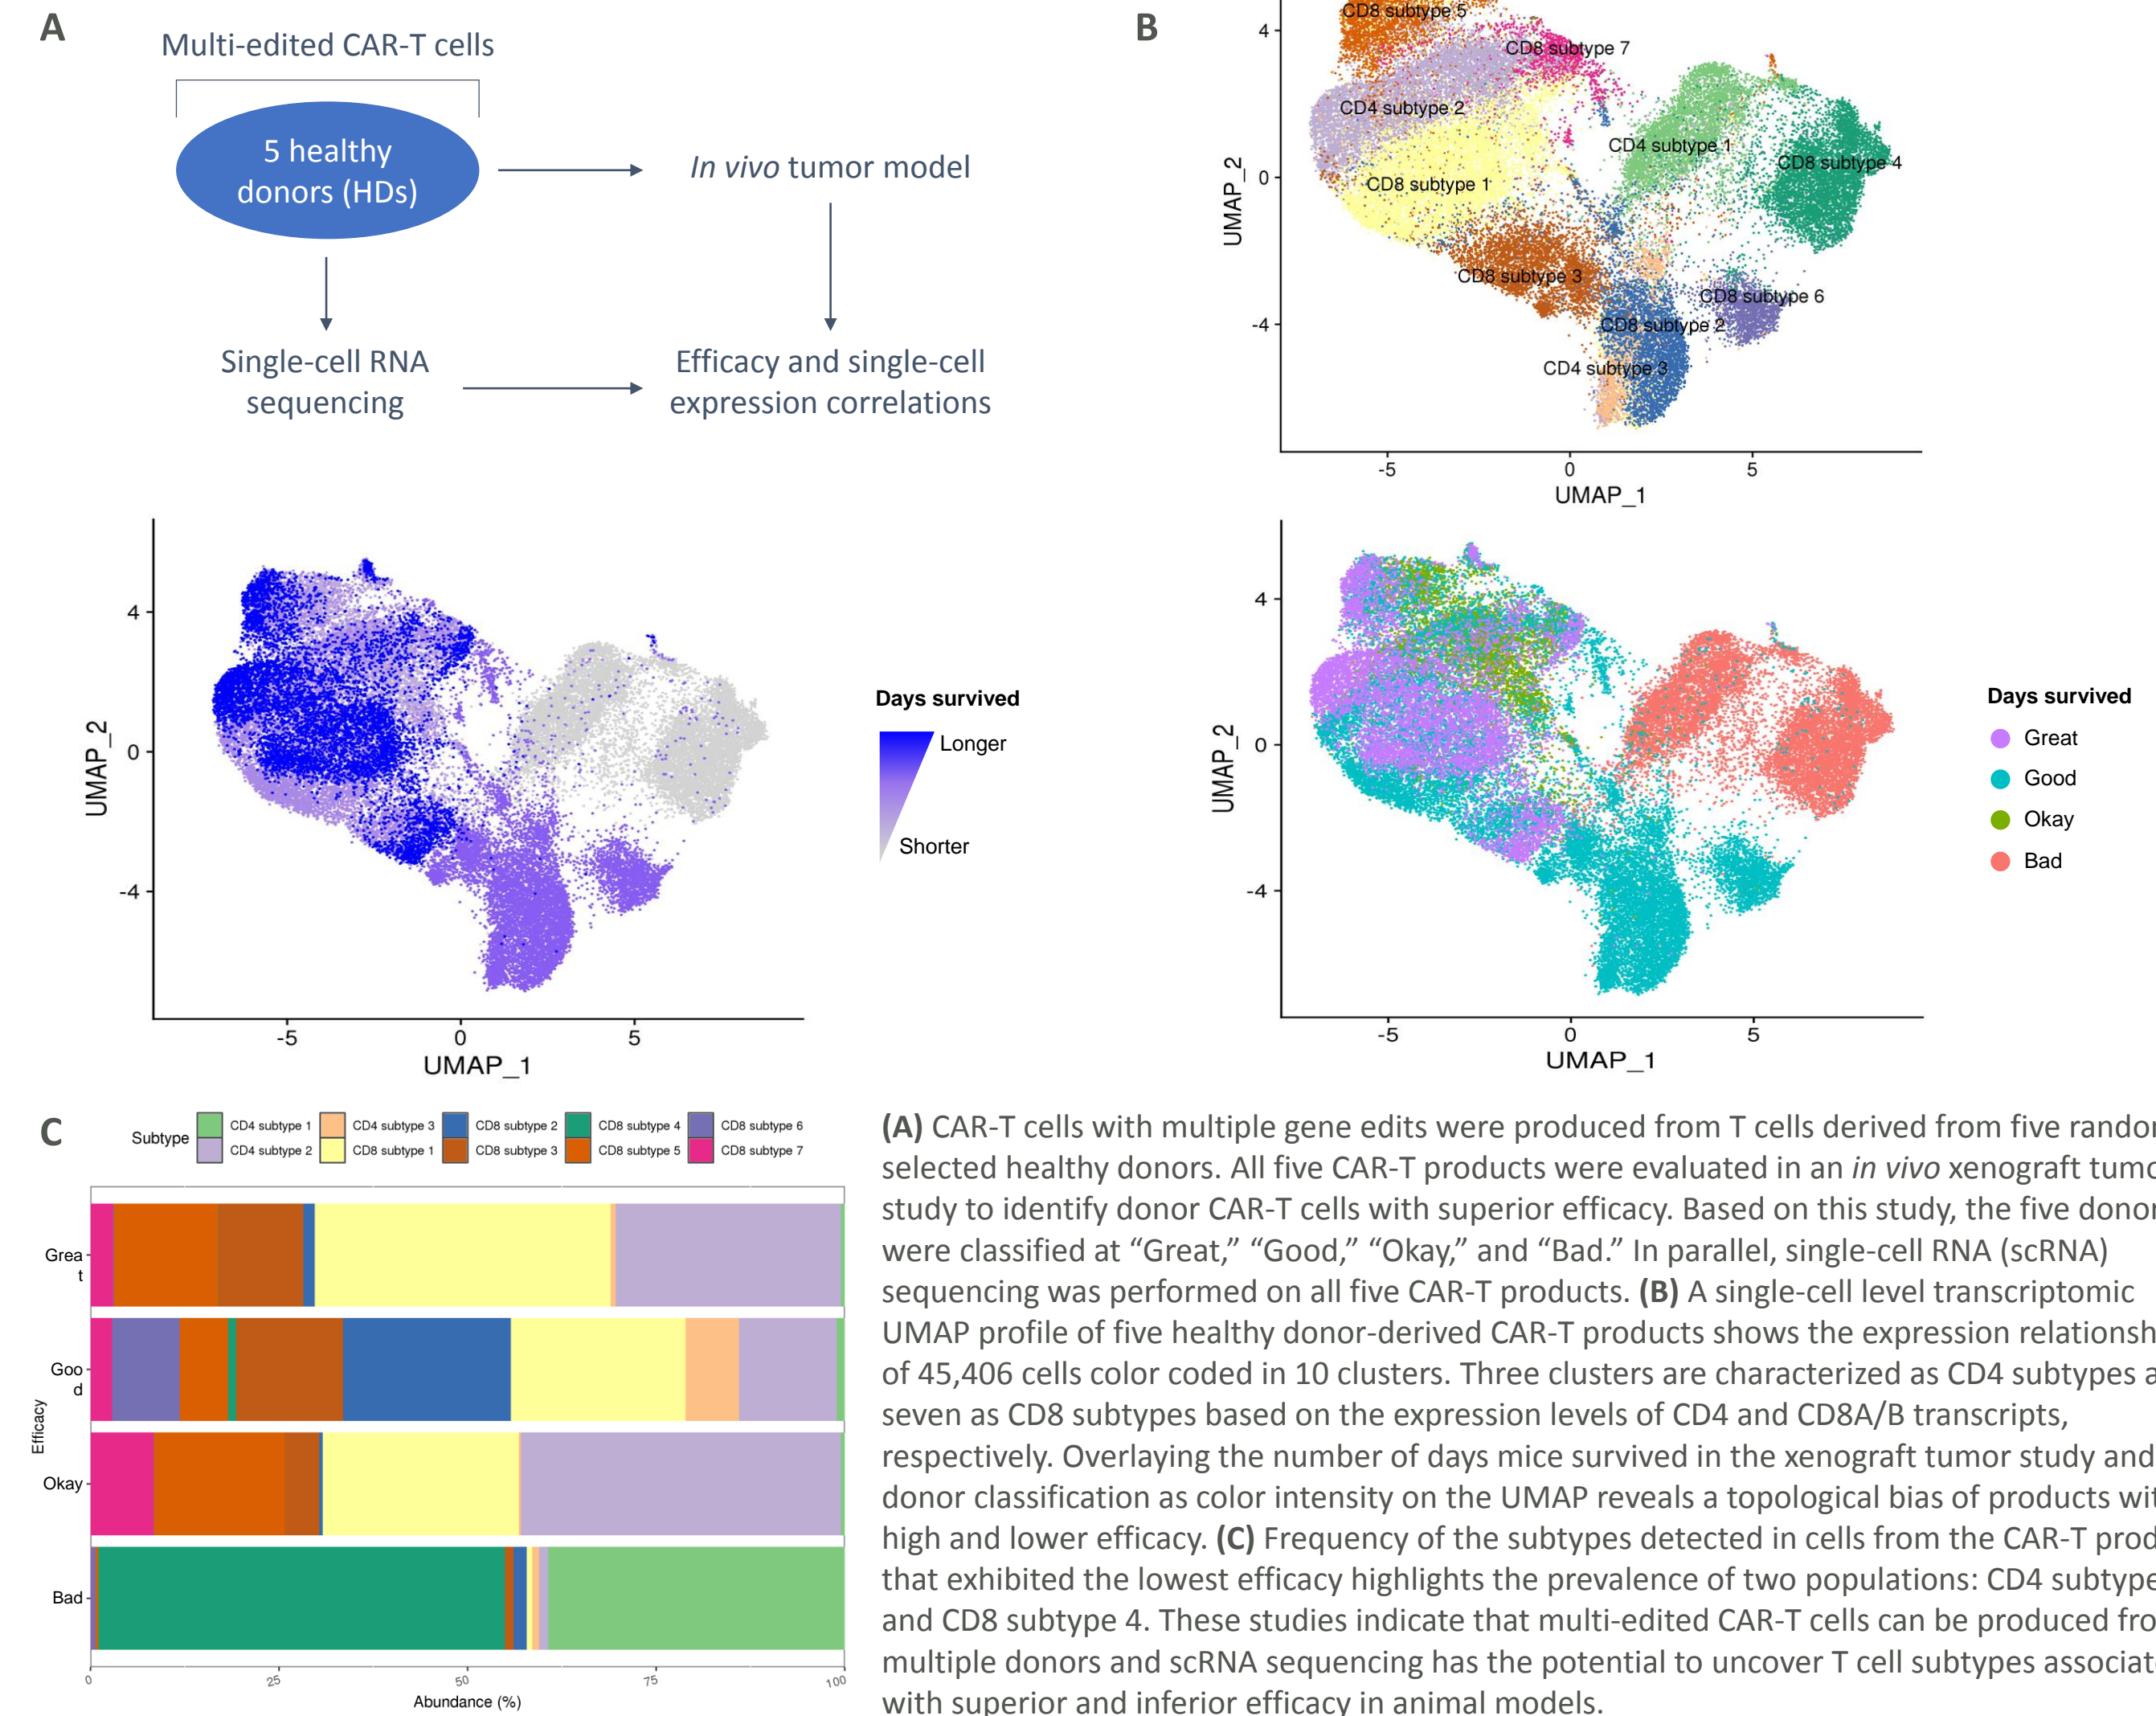 A
Multi-edited CAR-T cells
5 healthy
donors (HDs)
In vivo tumor model
Single-cell RNA
sequencing
Efficacy and single-cell
expression correlations
B
CD8 subtype 5
CD8 subtype 7
CD4 subtype 2
CD4 subtype 1
CD8 subtype 4
CD8 subtype 1
CD8 subtype 3
CD8 subtype 6
CD8 subtype 2
CD4 subtype 3
4
0
-4
UMAP_2
-5 0 5
UMAP_1
4
0
-4
UMAP_2
-5 0 5
UMAP_1
Days survived
Longer
Shorter
4
0
-4
UMAP_2
-5 0 5
UMAP_1
Days survived
Great
Good
Okay
Bad
C
Subtype
CD4 subtype 1 CD4 subtype 3 CD8 subtype 2 CD8 subtype 4 CD8 subtype 6
CD4 subtype 2 CD8 subtype 1 CD8 subtype 3 CD8 subtype 5 CD8 subtype 7
Efficacy
Grea
t
Goo
d
Okay
Bad
0 25 50 75 100
Abundance (%)
(A) CAR-T cells with multiple gene edits were produced from T cells derived from five random
selected healthy donors. All five CAR-T products were evaluated in an in vivo xenograft tumo
study to identify donor CAR-T cells with superior efficacy. Based on this study, the five donor
were classified at “Great,” “Good,” “Okay,” and “Bad.” In parallel, single-cell RNA (scRNA)
sequencing was performed on all five CAR-T products. (B) A single-cell level transcriptomic
UMAP profile of five healthy donor-derived CAR-T products shows the expression relationsh
of 45,406 cells color coded in 10 clusters. Three clusters are characterized as CD4 subtypes a
seven as CD8 subtypes based on the expression levels of CD4 and CD8A/B transcripts,
respectively. Overlaying the number of days mice survived in the xenograft tumor study and
donor classification as color intensity on the UMAP reveals a topological bias of products wit
high and lower efficacy. (C) Frequency of the subtypes detected in cells from the CAR-T prod
that exhibited the lowest efficacy highlights the prevalence of two populations: CD4 subtype
and CD8 subtype 4. These studies indicate that multi-edited CAR-T cells can be produced fro
multiple donors and scRNA sequencing has the potential to uncover T cell subtypes associat
with superior and inferior efficacy in animal models.